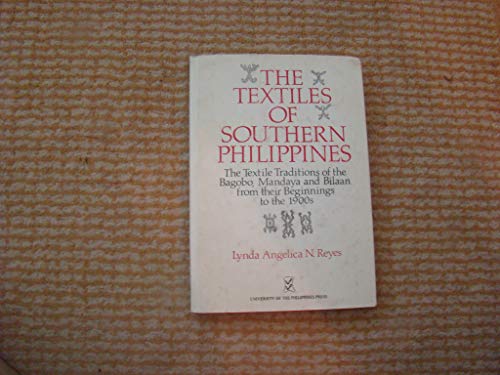 THE
TEXTILES
OF
SOUTHERN
PHILIPPINES
The Textile Traditions of the
Bagobo, Mandaya and Bilaan
from their Beginnings
to the 1900s
Lynda Angelica N. Reyes
UNIVERSITY OF THE PHILIPPINES PRESS